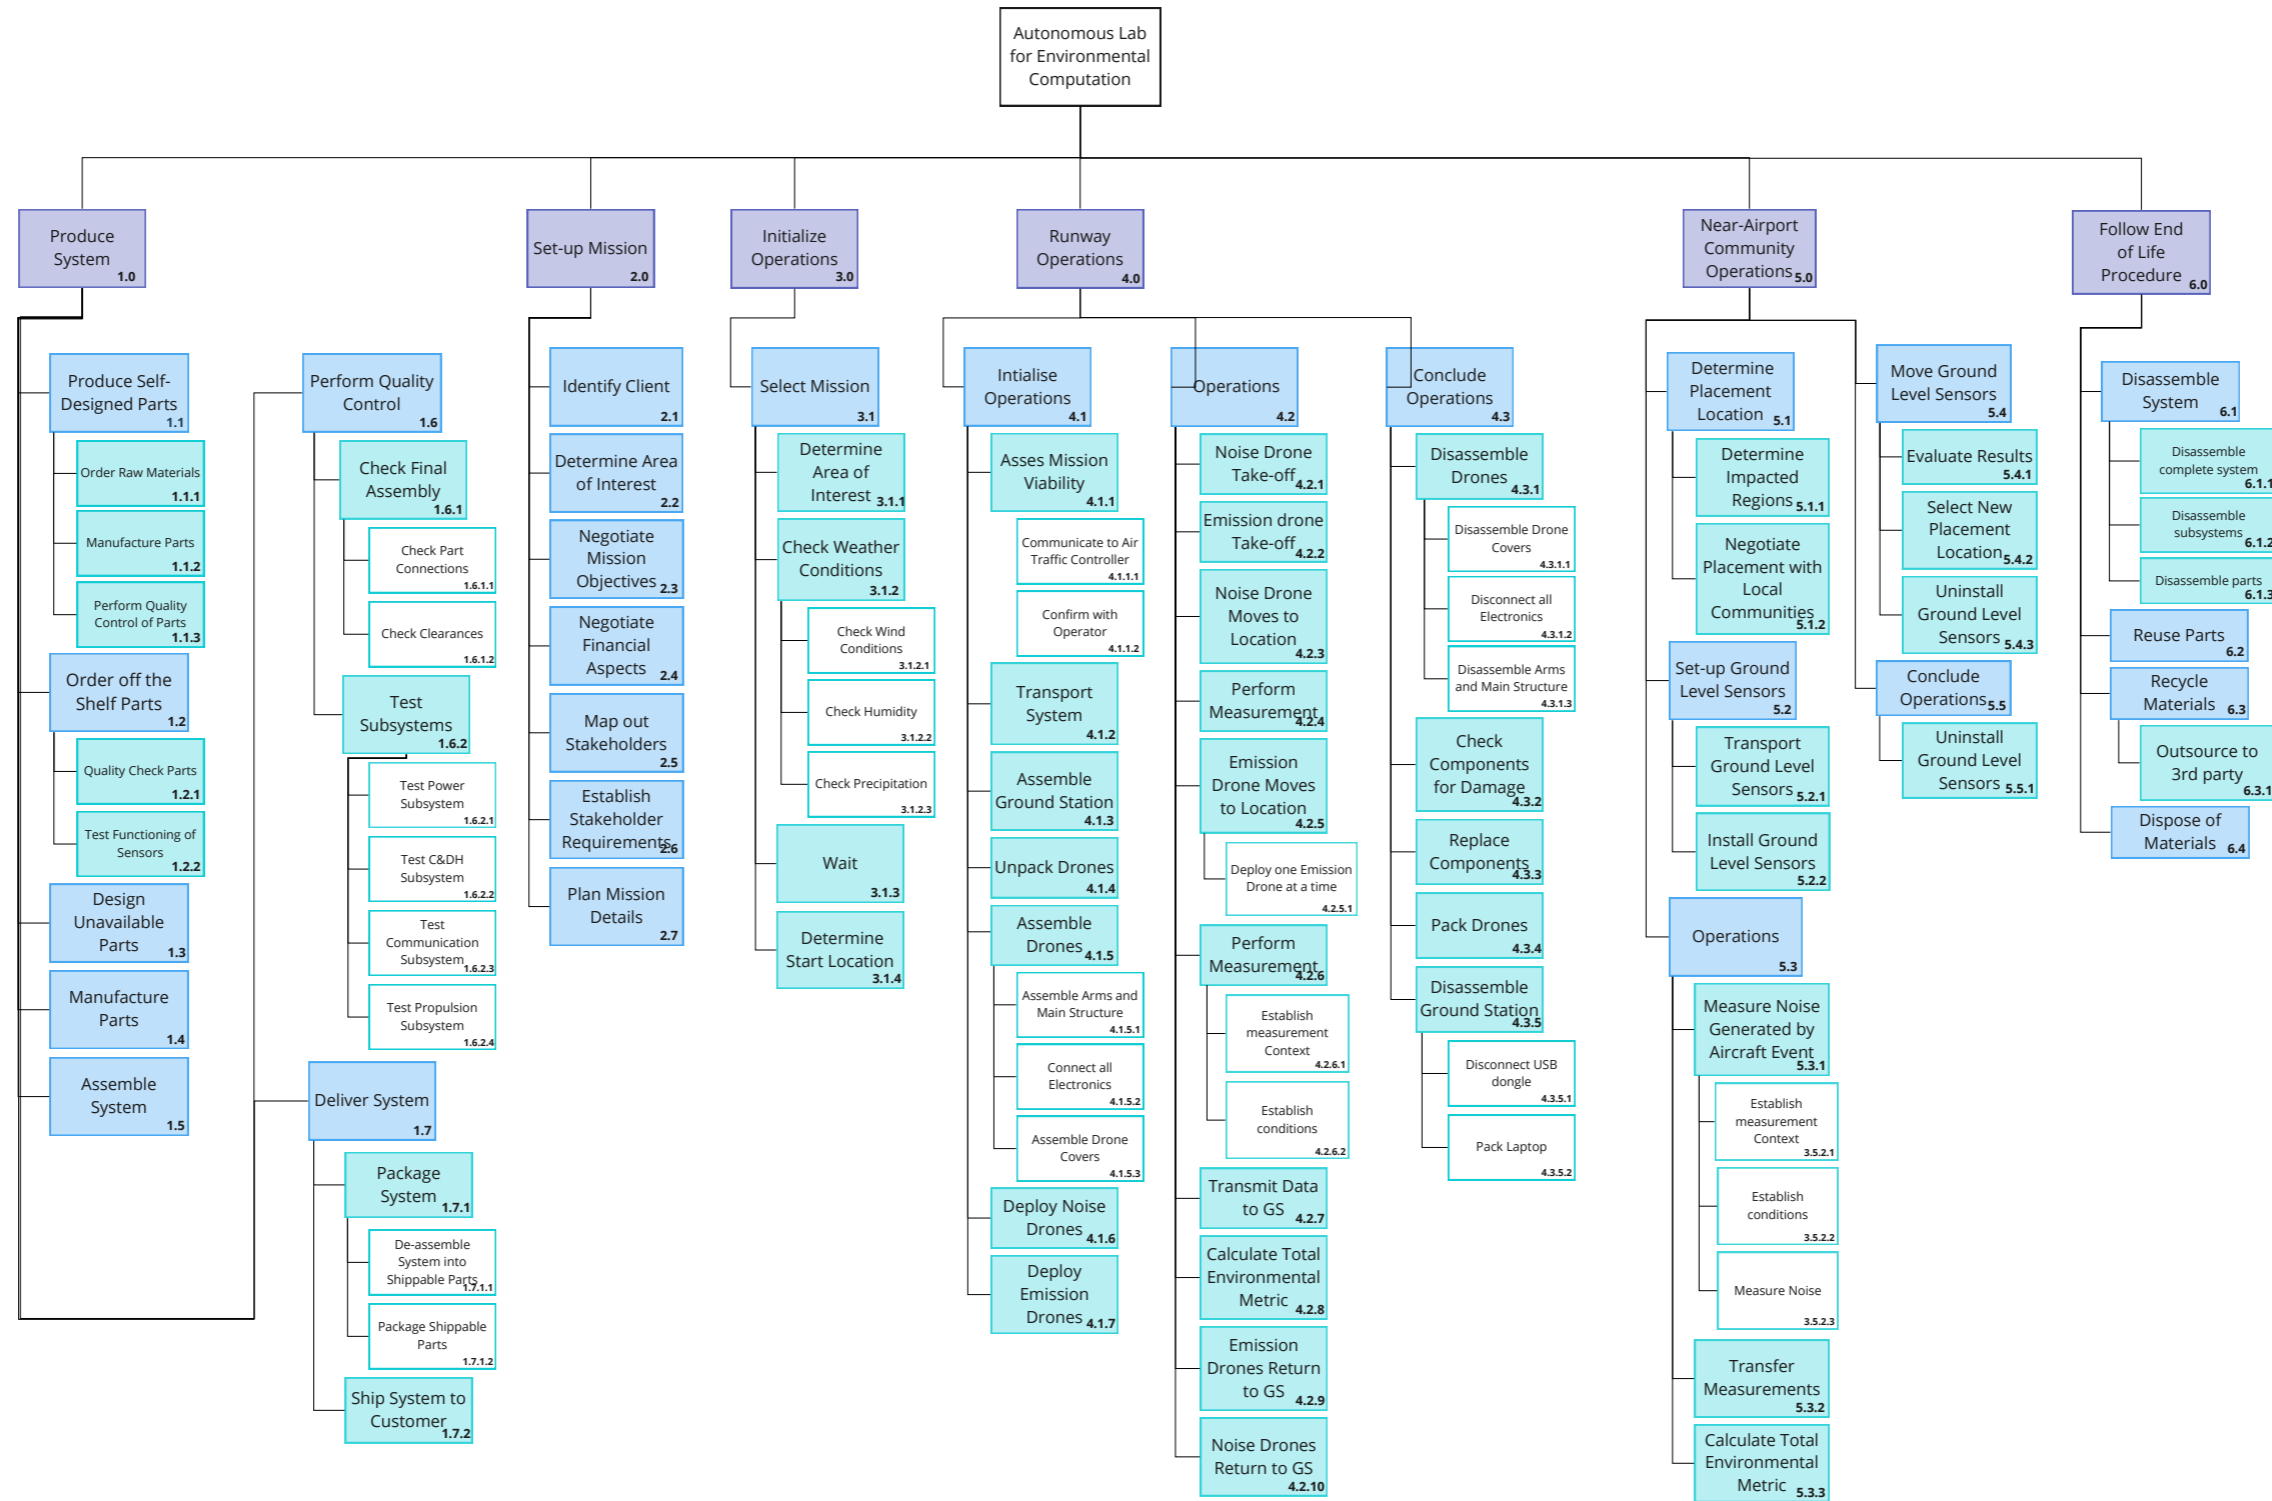 Autonomous Lab
for Environmental
Computation
Produce
System
1.0
Produce Self-
Designed Parts
1.1
Order Raw Materials
1.1.1
Manufacture Parts
1.1.2
Perform Quality
Control of Parts
1.1.3
Order off the
Shelf Parts
1.2
Quality Check Parts
1.2.1
Test Functioning of
Sensors
1.2.2
Design
Unavailable
Parts
1.3
Manufacture
Parts
1.4
Assemble
System
1.5
Perform Quality
Control
1.6
Check Final
Assembly
1.6.1
Check Part
Connections
1.6.1.1
Check Clearances
1.6.1.2
Test
Subsystems
1.6.2
Test Power
Subsystem
1.6.2.1
Test C&DH
Subsystem
1.6.2.2
Test
Communication
Subsystem
1.6.2.3
Test Propulsion
Subsystem
1.6.2.4
Deliver System
1.7
Package
System
1.7.1
De-assemble
System into
Shippable Parts
1.7.1.1
Package Shippable
Parts
1.7.1.2
Ship System to
Customer
1.7.2
Set-up Mission
2.0
Identify Client
2.1
Determine Area
of Interest
2.2
Negotiate
Mission
Objectives
2.3
Negotiate
Financial
Aspects
2.4
Map out
Stakeholders
2.5
Establish
Stakeholder
Requirements
2.6
Plan Mission
Details
2.7
Initialize
Operations
3.0
Select Mission
3.1
Determine
Area of
Interest
3.1.1
Check Weather
Conditions
3.1.2
Check Wind
Conditions
3.1.2.1
Check Humidity
3.1.2.2
Check Precipitation
3.1.2.3
Wait
3.1.3
Determine
Start Location
3.1.4
Runway
Operations
4.0
Intialise
Operations
4.1
Asses Mission
Viability
4.1.1
Communicate to Air
Traffic Controller
4.1.1.1
Confirm with
Operator
4.1.1.2
Transport
System
4.1.2
Assemble
Ground Station
4.1.3
Unpack Drones
4.1.4
Assemble
Drones
4.1.5
Assemble Arms and
Main Structure
4.1.5.1
Connect all
Electronics
4.1.5.2
Assemble Drone
Covers
4.1.5.3
Deploy Noise
Drones
4.1.6
Deploy
Emission
Drones
4.1.7
Operations
4.2
Noise Drone
Take-off
4.2.1
Emission drone
Take-off
4.2.2
Noise Drone
Moves to
Location
4.2.3
Perform
Measurement
4.2.4
Emission
Drone Moves
to Location
4.2.5
Deploy one Emission
Drone at a time
4.2.5.1
Perform
Measurement
4.2.6
Establish
measurement
Context
4.2.6.1
Establish
conditions
4.2.6.2
Transmit Data
to GS
4.2.7
Calculate Total
Environmental
Metric
4.2.8
Emission
Drones Return
to GS
4.2.9
Noise Drones
Return to GS
4.2.10
Conclude
Operations
4.3
Disassemble
Drones
4.3.1
Disassemble Drone
Covers
4.3.1.1
Disconnect all
Electronics
4.3.1.2
Disassemble Arms
and Main Structure
4.3.1.3
Check
Components
for Damage
4.3.2
Replace
Components
4.3.3
Pack Drones
4.3.4
Disassemble
Ground Station
4.3.5
Disconnect USB
dongle
4.3.5.1
Pack Laptop
4.3.5.2
Near-Airport
Community
Operations
5.0
Determine
Placement
Location
5.1
Determine
Impacted
Regions
5.1.1
Negotiate
Placement with
Local
Communities
5.1.2
Set-up Ground
Level Sensors
5.2
Transport
Ground Level
Sensors
5.2.1
Install Ground
Level Sensors
5.2.2
Operations
5.3
Measure Noise
Generated by
Aircraft Event
5.3.1
Establish
measurement
Context
3.5.2.1
Establish
conditions
3.5.2.2
Measure Noise
3.5.2.3
Transfer
Measurements
5.3.2
Calculate Total
Environmental
Metric
5.3.3
Move Ground
Level Sensors
5.4
Evaluate Results
5.4.1
Select New
Placement
Location
5.4.2
Uninstall
Ground Level
Sensors
5.4.3
Conclude
Operations
5.5
Uninstall
Ground Level
Sensors
5.5.1
Follow End
of Life
Procedure
6.0
Disassemble
System
6.1
Disassemble
complete system
6.1.1
Disassemble
subsystems
6.1.2
Disassemble parts
6.1.3
Reuse Parts
6.2
Recycle
Materials
6.3
Outsource to
3rd party
6.3.1
Dispose of
Materials
6.4